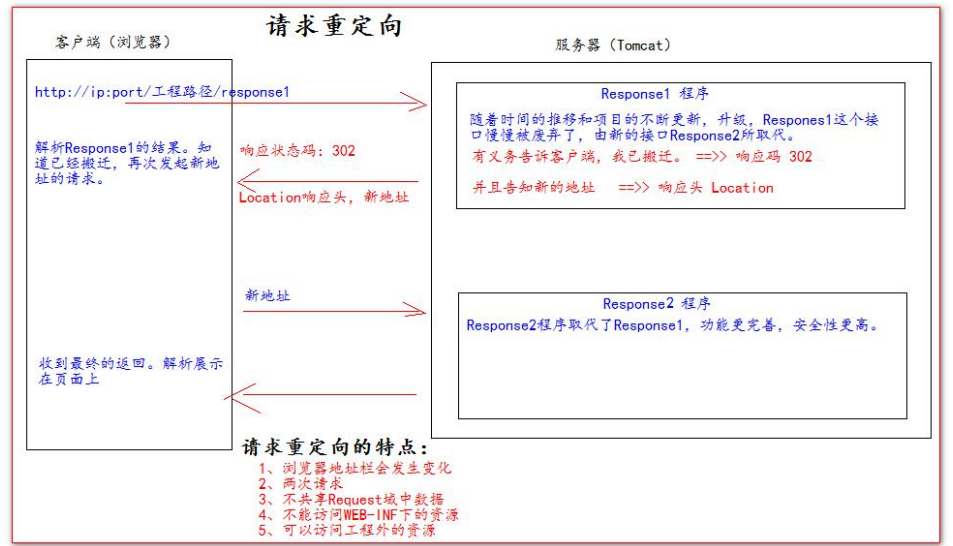 请求重定向
客户端（浏览器）
服务器（Tomcat）
http://ip:port/工程路径/response1
Response1 程序
随着时间的推移和项目的不断更新，升级，Respones1这个接
口慢慢被废弃了，由新的接口Response2所取代。
有义务告诉客户端，我已搬迁。 ==>> 响应码 302
并且告知新的地址 ==>> 响应头 Location
解析Response1的结果。知
道已经搬迁，再次发起新地
址的请求。
响应状态码：302
Location响应头，新地址
新地址
Response2 程序
Response2程序取代了Response1，功能更完善，安全性更高。
收到最终的返回。解析展示
在页面上
请求重定向的特点：
1、浏览器地址栏会发生变化
2、两次请求
3、不共享Request域中数据
4、不能访问WEB-INF下的资源
5、可以访问工程外的资源